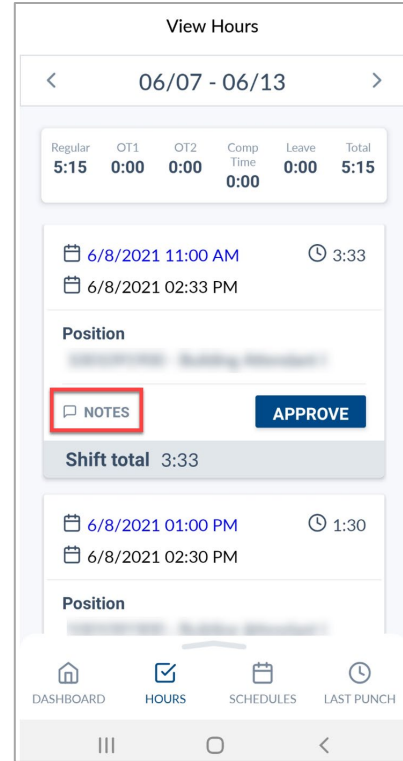 View Hours
06/07 - 06/13
Regular OT1 OT2 Comp Time Leave Total
5:15 0:00 0:00 0:00 0:00 5:15
6/8/2021 11:00 AM 3:33
6/8/2021 02:33 PM
Position
NOTES APPROVE
Shift total 3:33
6/8/2021 01:00 PM 1:30
6/8/2021 02:30 PM
Position
DASHBOARD HOURS SCHEDULES LAST PUNCH